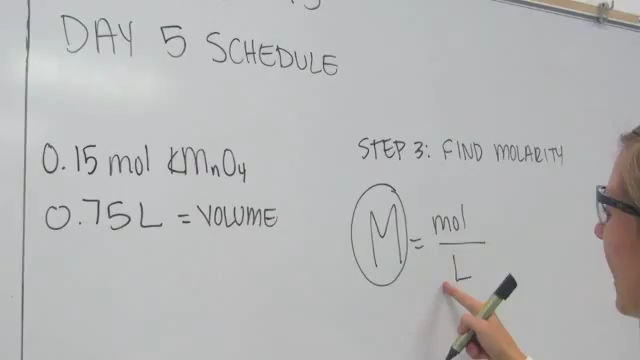 DAY 5 SCHEDULE
0.15 mol KMnO4
0.75 L = VOLUME
STEP 3: FIND MOLARITY
M = mol
L